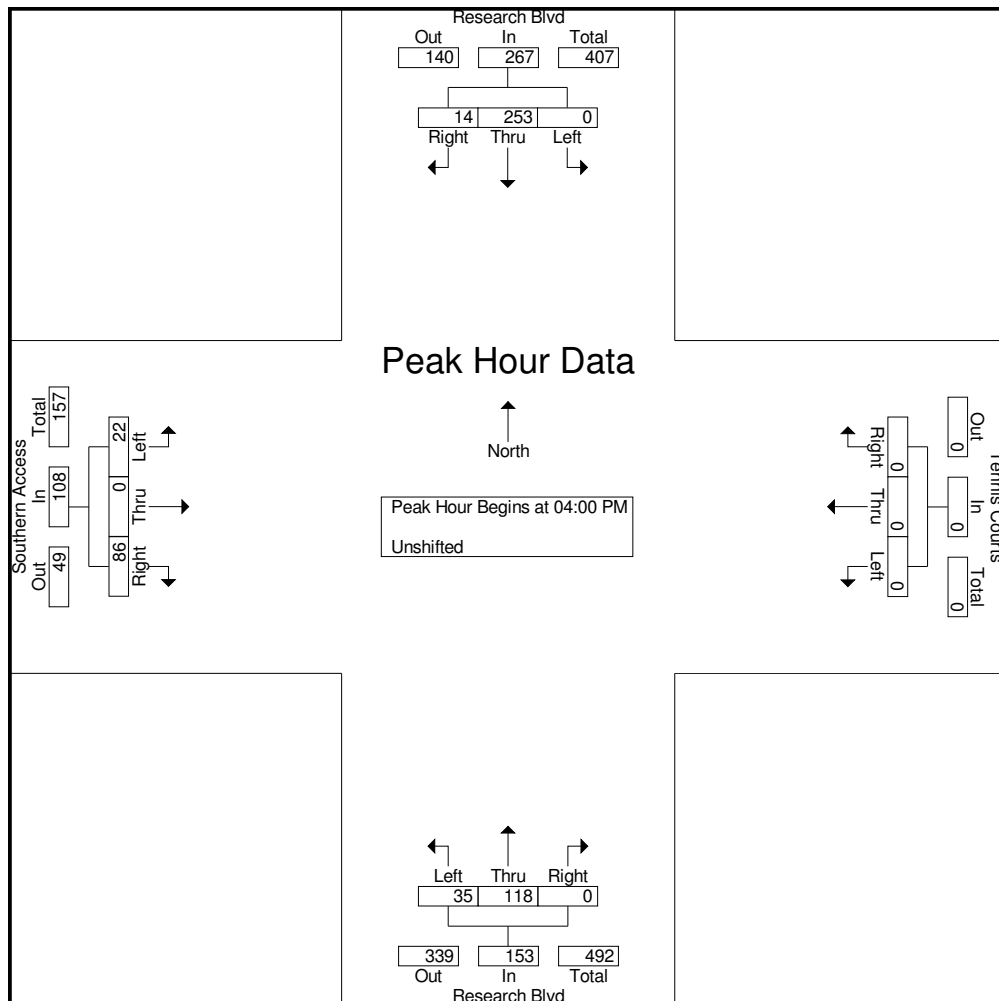 Research Blvd
Out In Total
140 267 407
14 253 0
Right Thru Left
Peak Hour Data
North
Peak Hour Begins at 04:00 PM
Unshifted
Southern Access
Total In Out
157 108 49
22 0 86
Left Thru Right
Right Thru Left
0 0 0
0 0 0
Out In Total
Tennis Courts
Left Thru Right
35 118 0
339 153 492
Out In Total
Research Blvd